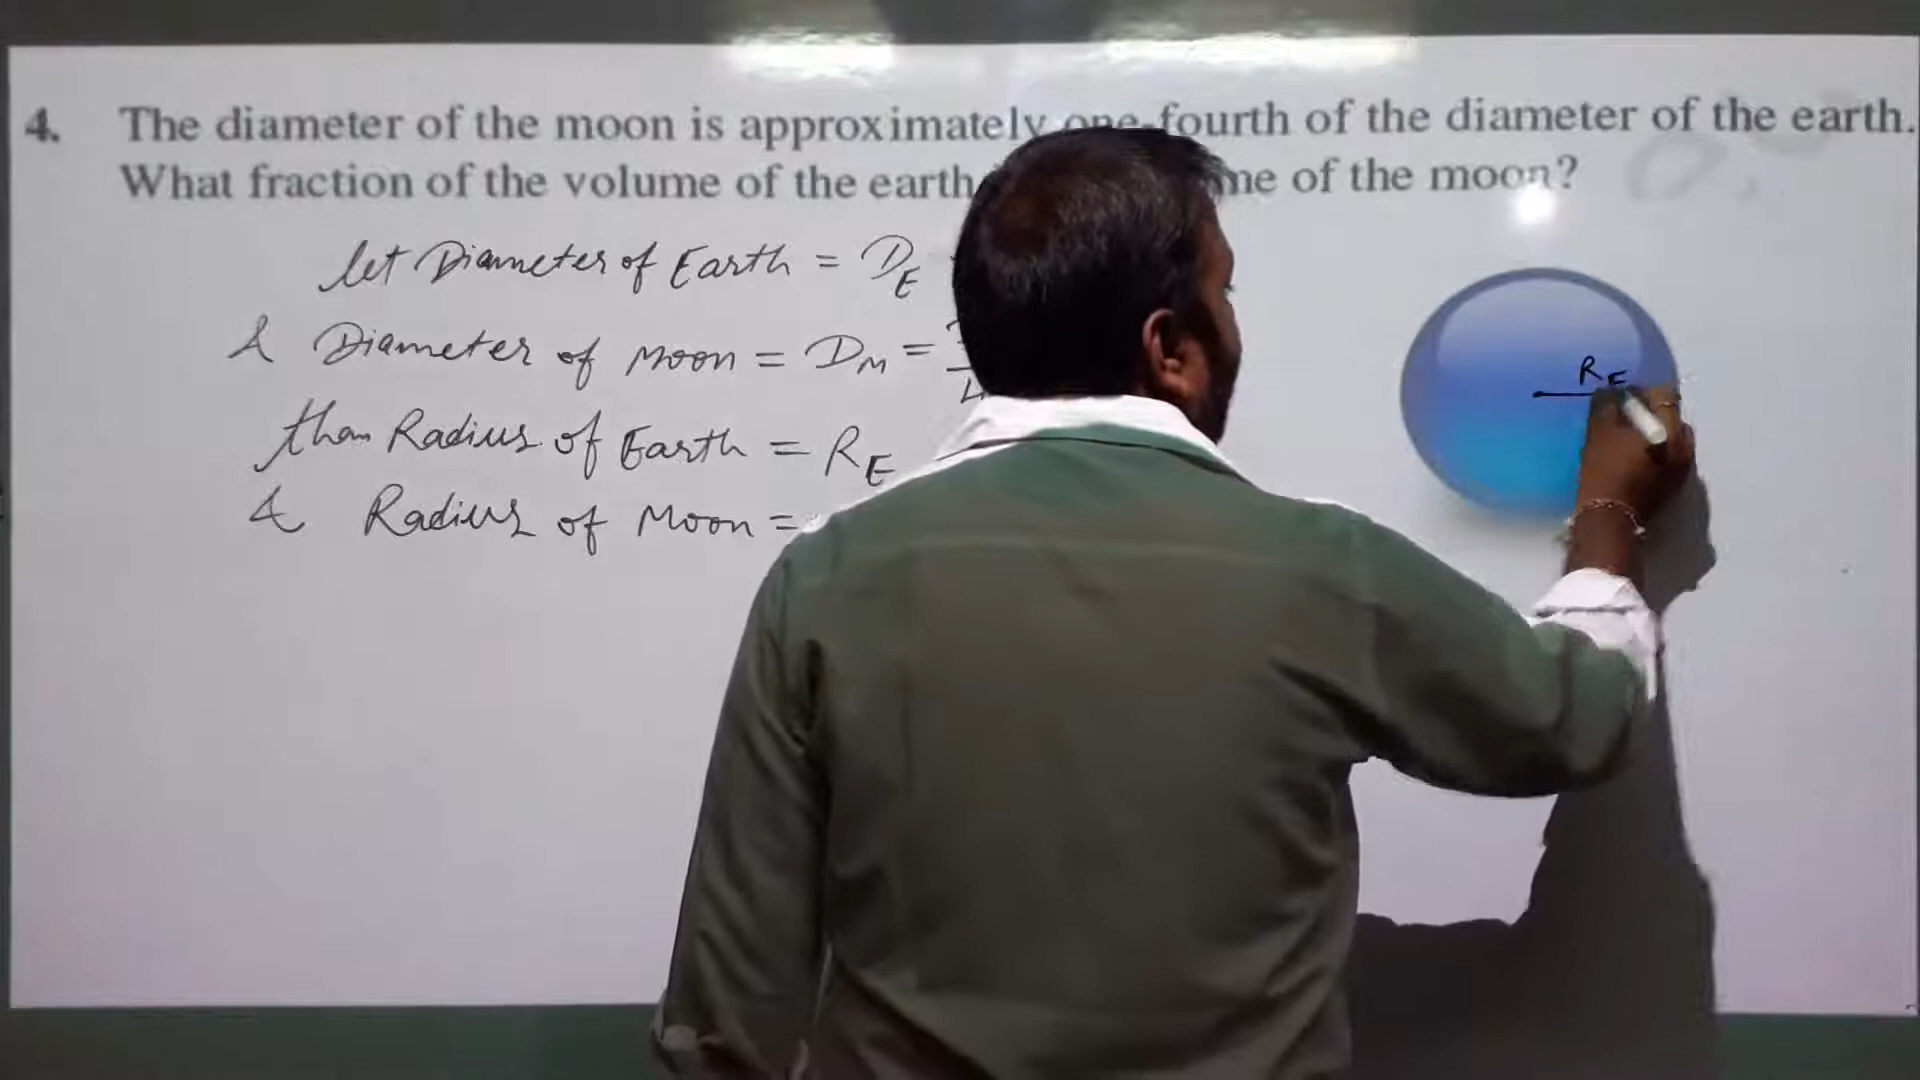 4. The diameter of the moon is approximately one-fourth of the diameter of the earth.
What fraction of the volume of the earth of the moon?
let Diameter of Earth = D_E
& Diameter of Moon = D_M =
than Radius of Earth = R_E
& Radius of Moon =
R_E